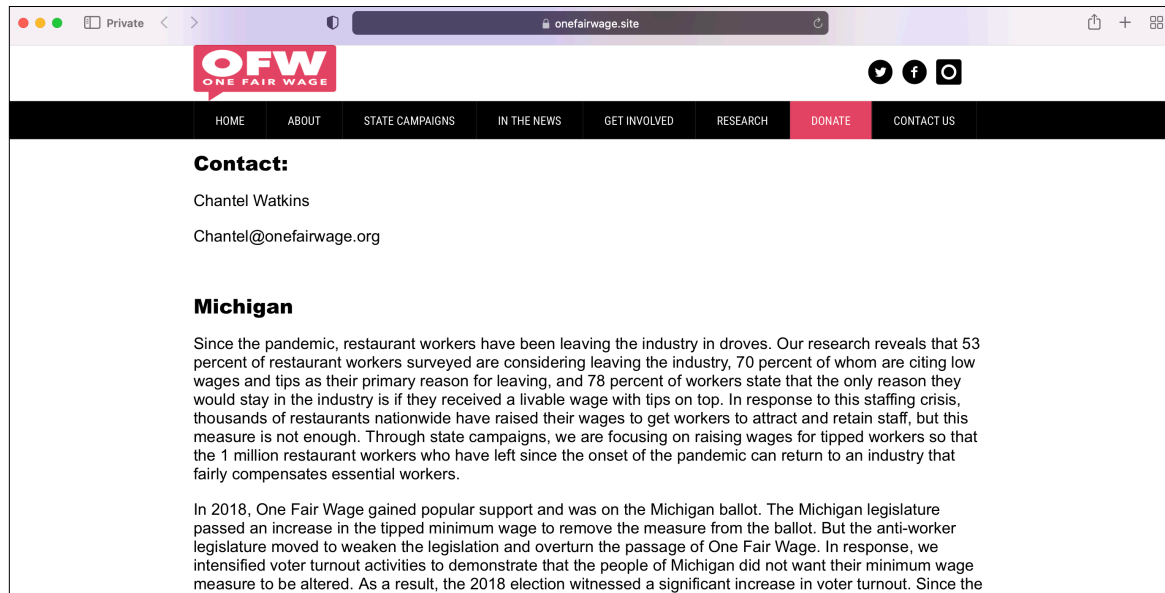 Private
onefairwage.site
OFW
ONE FAIR WAGE
HOME ABOUT STATE CAMPAIGNS IN THE NEWS GET INVOLVED RESEARCH DONATE CONTACT US
Contact:
Chantel Watkins
Chantel@onefairwage.org
Michigan
Since the pandemic, restaurant workers have been leaving the industry in droves. Our research reveals that 53
percent of restaurant workers surveyed are considering leaving the industry, 70 percent of whom are citing low
wages and tips as their primary reason for leaving, and 78 percent of workers state that the only reason they
would stay in the industry is if they received a livable wage with tips on top. In response to this staffing crisis,
thousands of restaurants nationwide have raised their wages to get workers to attract and retain staff, but this
measure is not enough. Through state campaigns, we are focusing on raising wages for tipped workers so that
the 1 million restaurant workers who have left since the onset of the pandemic can return to an industry that
fairly compensates essential workers.
In 2018, One Fair Wage gained popular support and was on the Michigan ballot. The Michigan legislature
passed an increase in the tipped minimum wage to remove the measure from the ballot. But the anti-worker
legislature moved to weaken the legislation and overturn the passage of One Fair Wage. In response, we
intensified voter turnout activities to demonstrate that the people of Michigan did not want their minimum wage
measure to be altered. As a result, the 2018 election witnessed a significant increase in voter turnout. Since the